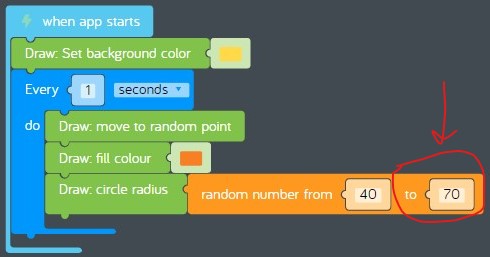 when app starts
Draw: Set background color
Every 1 seconds
do Draw: move to random point
Draw: fill colour
Draw: circle radius random number from 40 to 70